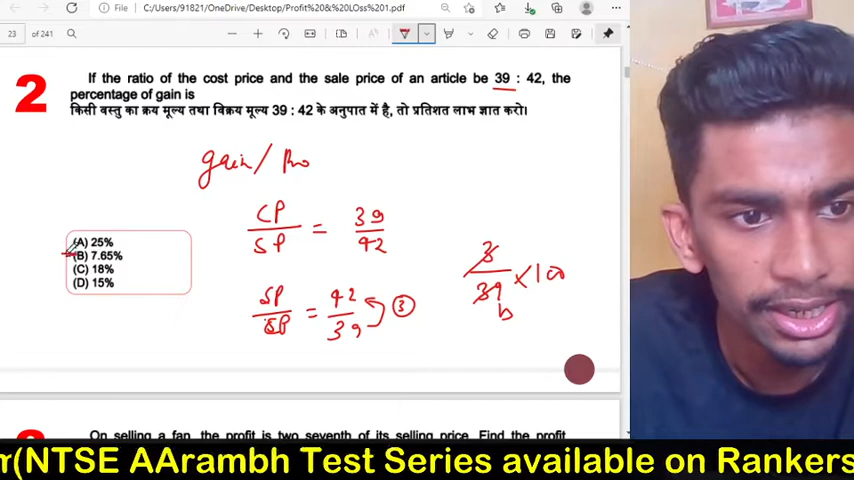 File
C:/Users/91821/OneDrive/Desktop/Profit%20&%20LOss%201.pdf
23 of 241
2
If the ratio of the cost price and the sale price of an article be 39 : 42, the
percentage of gain is
किसी वस्तु का क्रय मूल्य तथा विक्रय मूल्य 39 : 42 के अनुपात में है, तो प्रतिशत लाभ ज्ञात करो।
gain/
CP/SP = 39/42
(A) 25%
(B) 7.65%
(C) 18%
(D) 15%
3/39 × 100
= 42/39 3
On selling a fan, the profit is two seventh of its selling price. Find the profit
r(NTSE AArambh Test Series available on Rankers